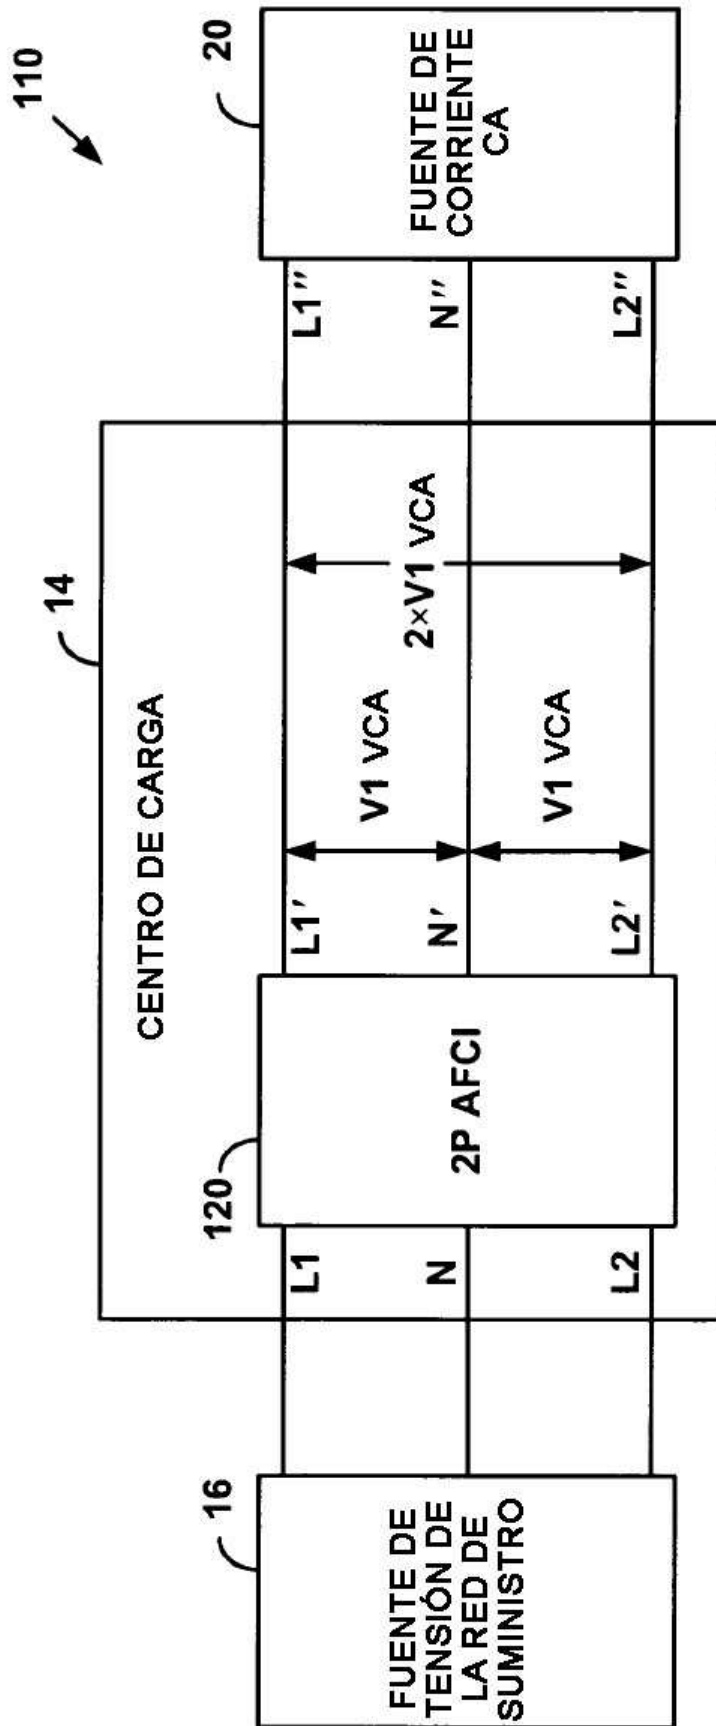 110
14
CENTRO DE CARGA
16
FUENTE DE
TENSIÓN DE
LA RED DE
SUMINISTRO
L1
N
L2
120
2P AFCI
L1′
N′
L2′
V1 VCA
V1 VCA
2×V1 VCA
L1′′
N′′
L2′′
20
FUENTE DE
CORRIENTE
CA